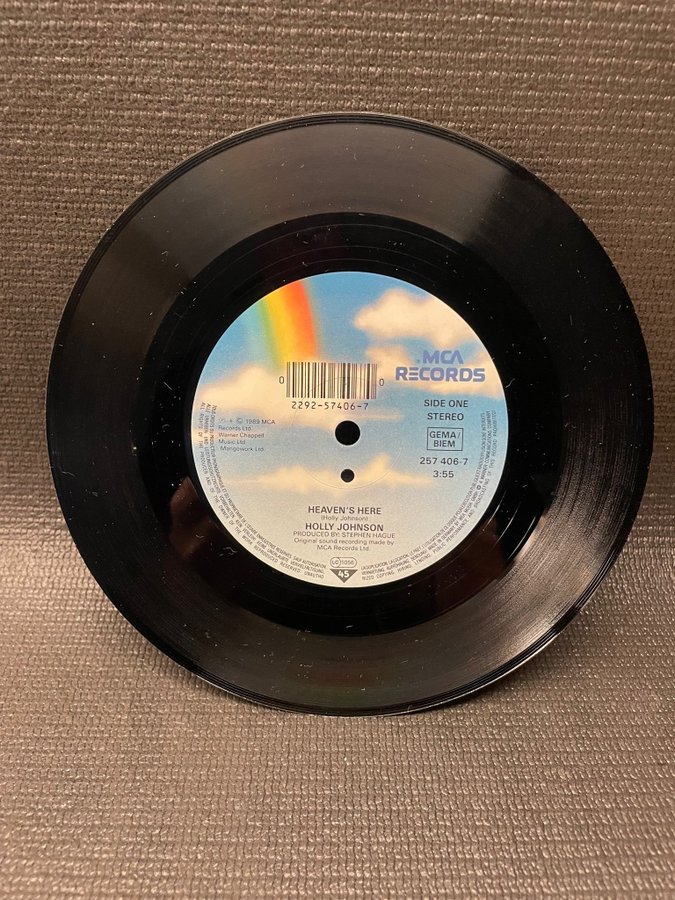 MCA
RECORDS
0 0
2292-57406-7
SIDE ONE
STEREO
GEMA/
BIEM
257 406-7
3:55
℗ + © 1989 MCA
Records Ltd.
Warner Chappell
Music Ltd./
Mangowork Ltd.
HEAVEN'S HERE
(Holly Johnson)
HOLLY JOHNSON
PRODUCED BY: STEPHEN HAGUE
Original sound recording made by
MCA Records Ltd.
LC 1056
45